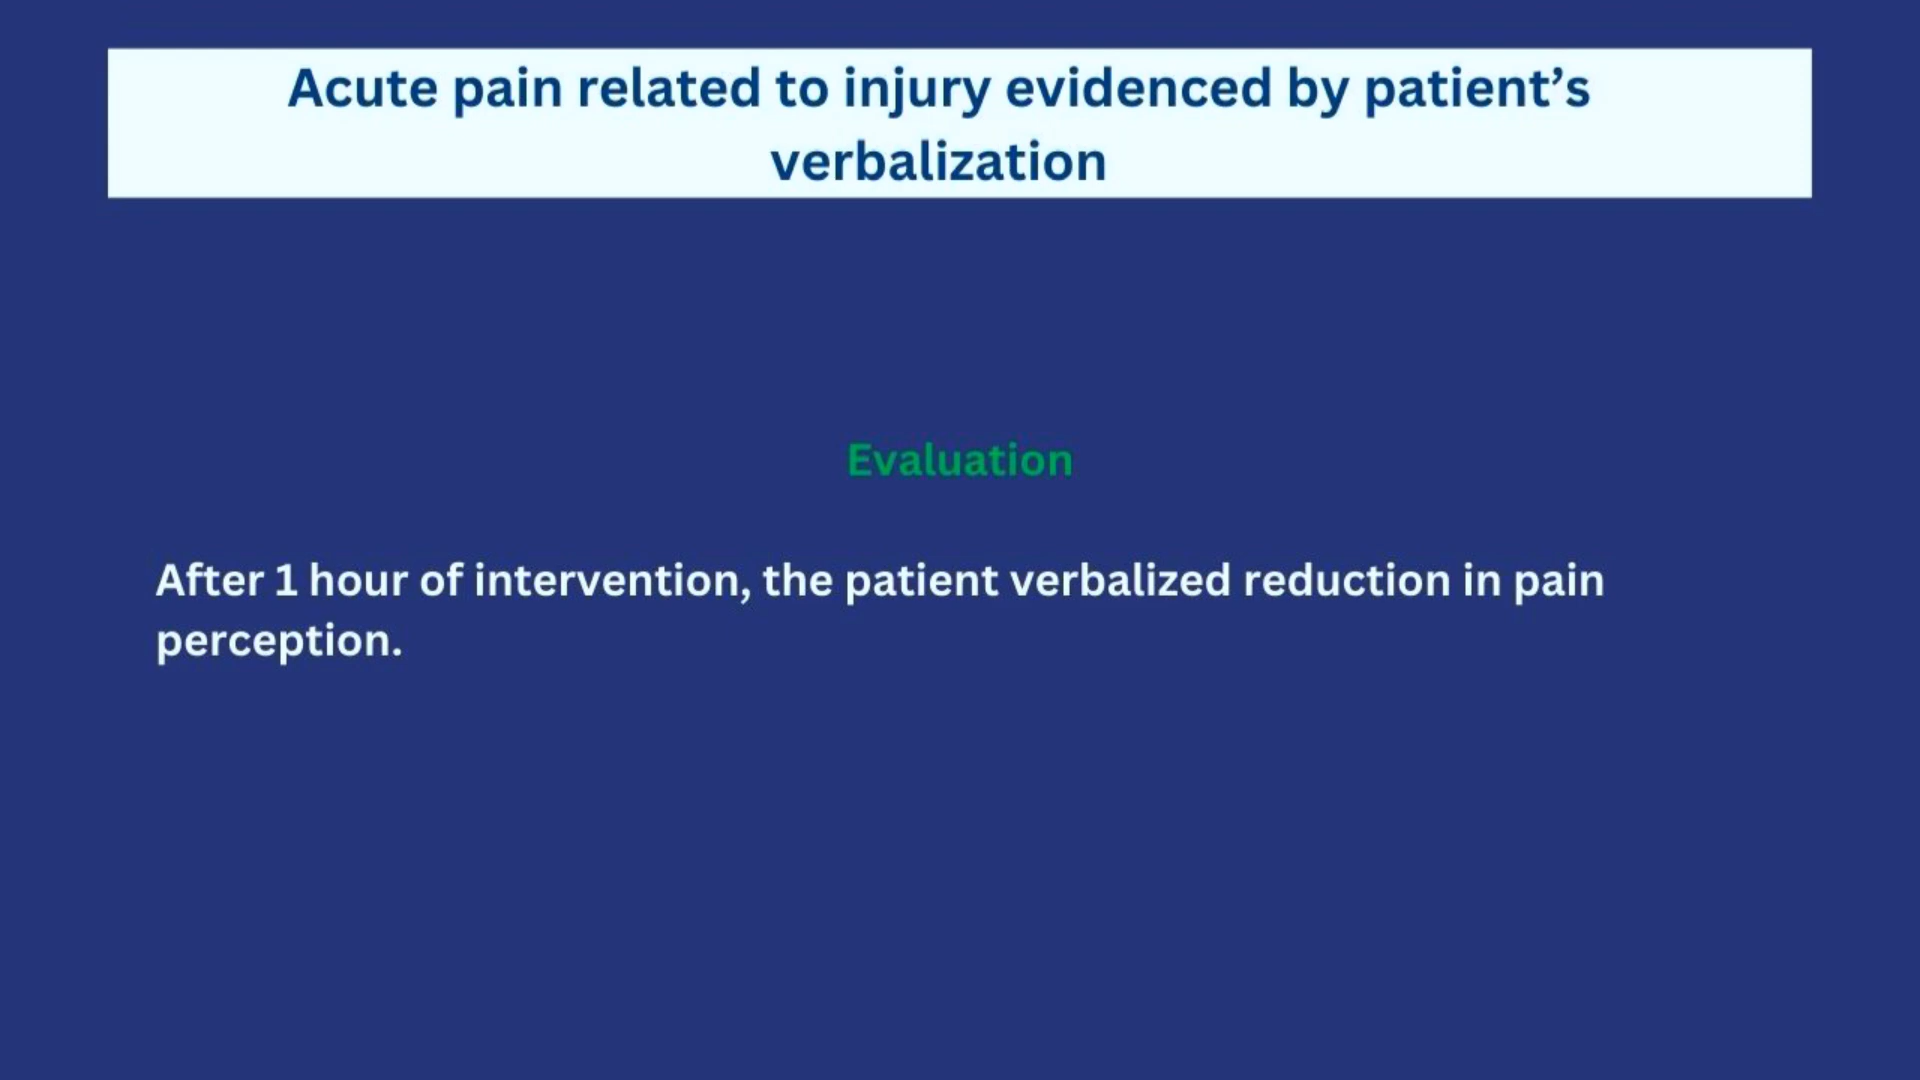 Acute pain related to injury evidenced by patient’s
verbalization
Evaluation
After 1 hour of intervention, the patient verbalized reduction in pain
perception.